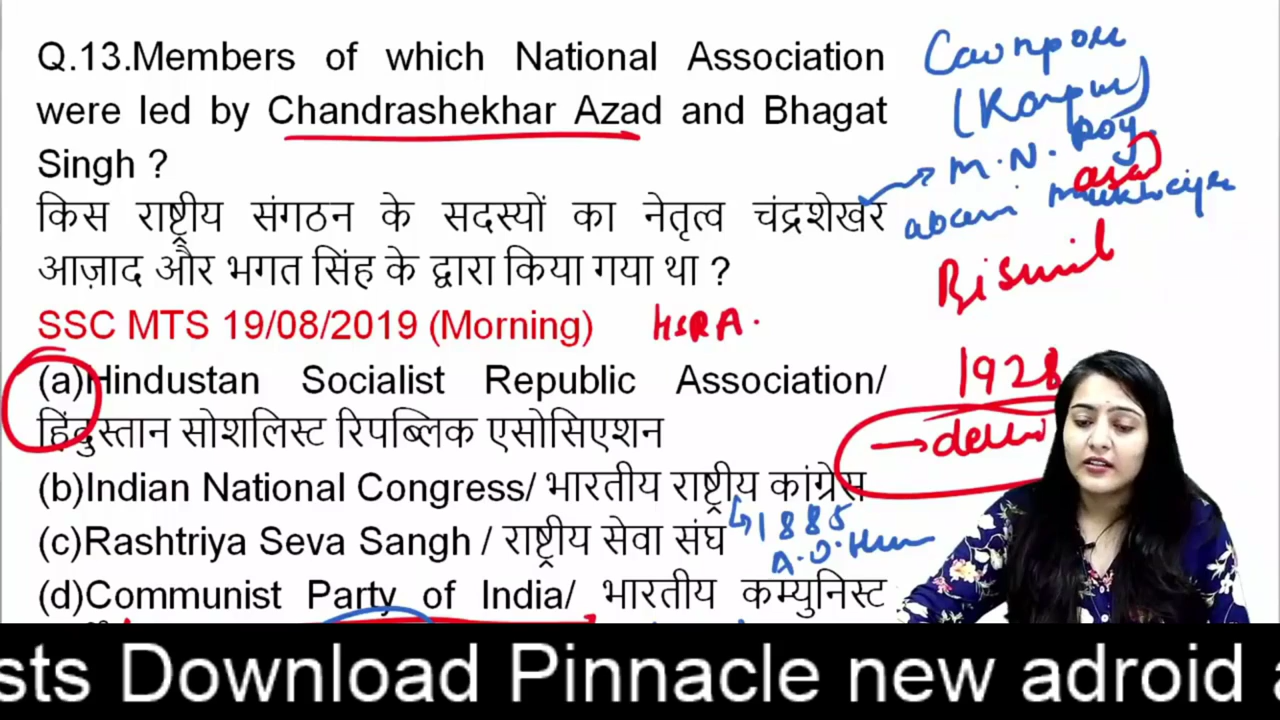 Q.13.Members of which National Association
were led by Chandrashekhar Azad and Bhagat
Singh ?
किस राष्ट्रीय संगठन के सदस्यों का नेतृत्व चंद्रशेखर
आज़ाद और भगत सिंह के द्वारा किया गया था ?
SSC MTS 19/08/2019 (Morning)
HSRA.
(a)Hindustan Socialist Republic Association/
हिंदुस्तान सोशलिस्ट रिपब्लिक एसोसिएशन
(b)Indian National Congress/ भारतीय राष्ट्रीय कांग्रेस
(c)Rashtriya Seva Sangh / राष्ट्रीय सेवा संघ
(d)Communist Party of India/ भारतीय कम्युनिस्ट
Cawnpore
(Kanpur)
M.N. Roy
azad
abani
Bismil
1928
→delhi
1885
A.O.Hume
sts Download Pinnacle new adroid a